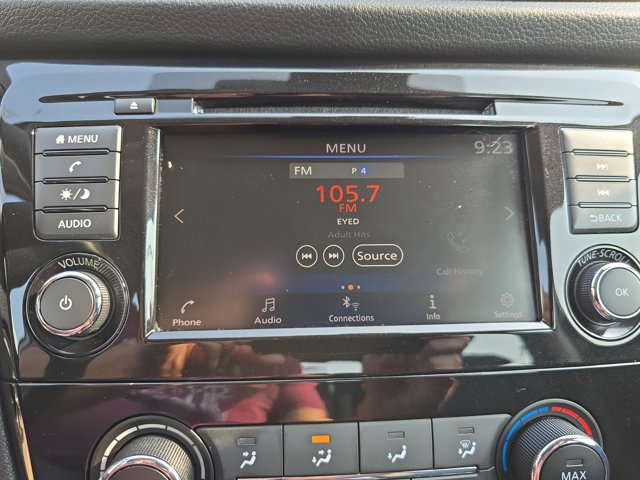 MENU
AUDIO
VOLUME
MENU
9:23
FM
P 4
105.7
FM
EYED
Adult Hits
Source
Call History
Phone
Audio
Connections
Info
Settings
BACK
TUNE·SCROLL
OK
MAX